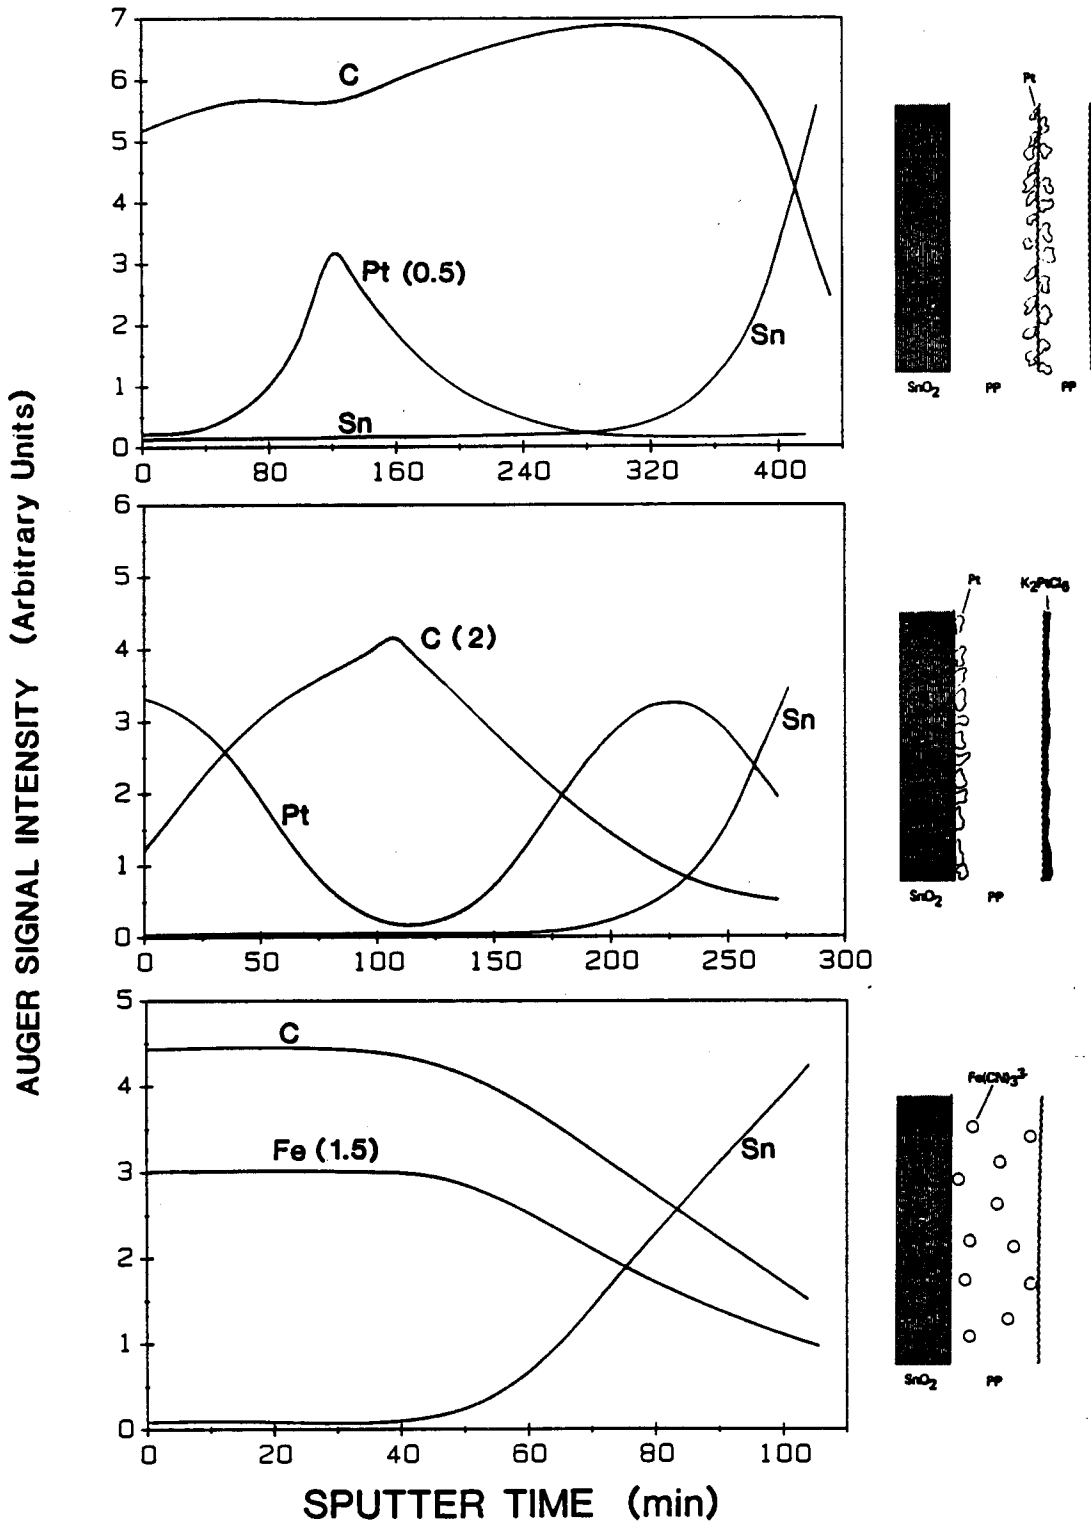 AUGER SIGNAL INTENSITY (Arbitrary Units)
7
6
5
4
3
2
1
0
C
Pt (0.5)
Sn
Sn
0 80 160 240 320 400
Pt
SnO2 PP PP
6
5
4
3
2
1
0
C (2)
Pt
Sn
0 50 100 150 200 250 300
Pt K2PtCl6
SnO2 PP
5
4
3
2
1
0
C
Fe (1.5)
Sn
0 20 40 60 80 100
Fe(CN)3 3-
SnO2 PP
SPUTTER TIME (min)